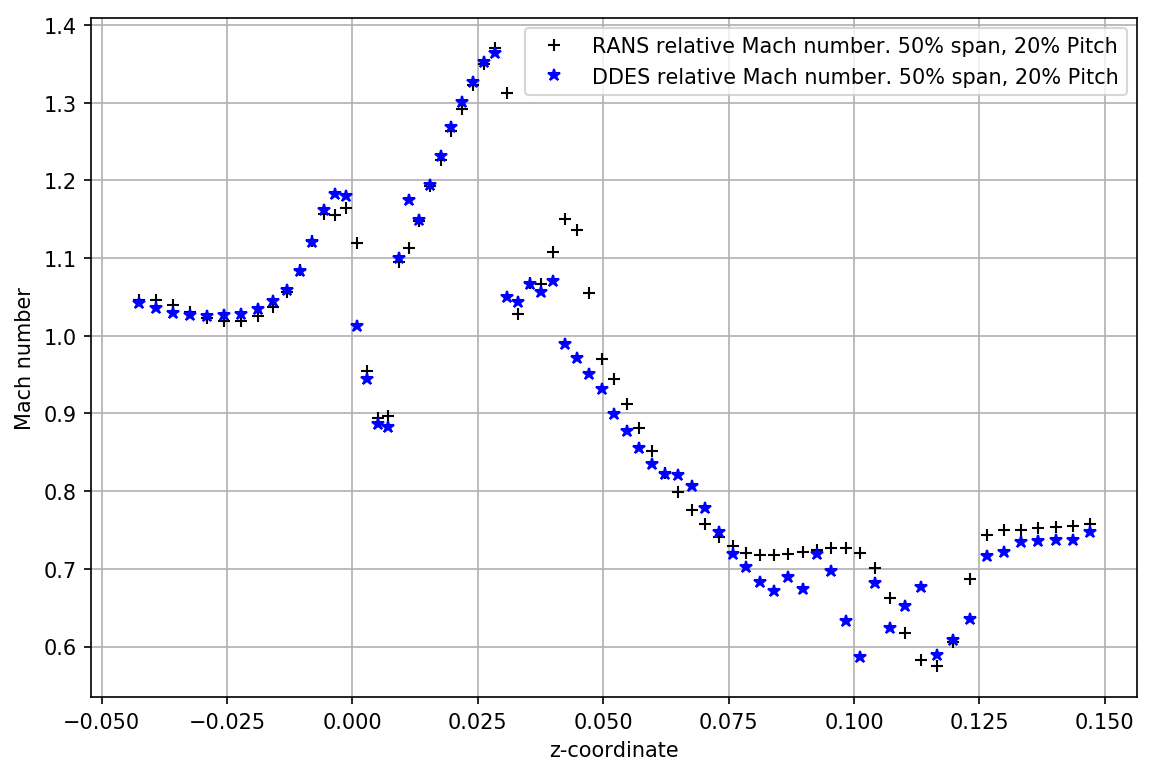 1.4
1.3
1.2
1.1
1.0
0.9
0.8
0.7
0.6
Mach number
RANS relative Mach number. 50% span, 20% Pitch
DDES relative Mach number. 50% span, 20% Pitch
−0.050 −0.025 0.000 0.025 0.050 0.075 0.100 0.125 0.150
z-coordinate